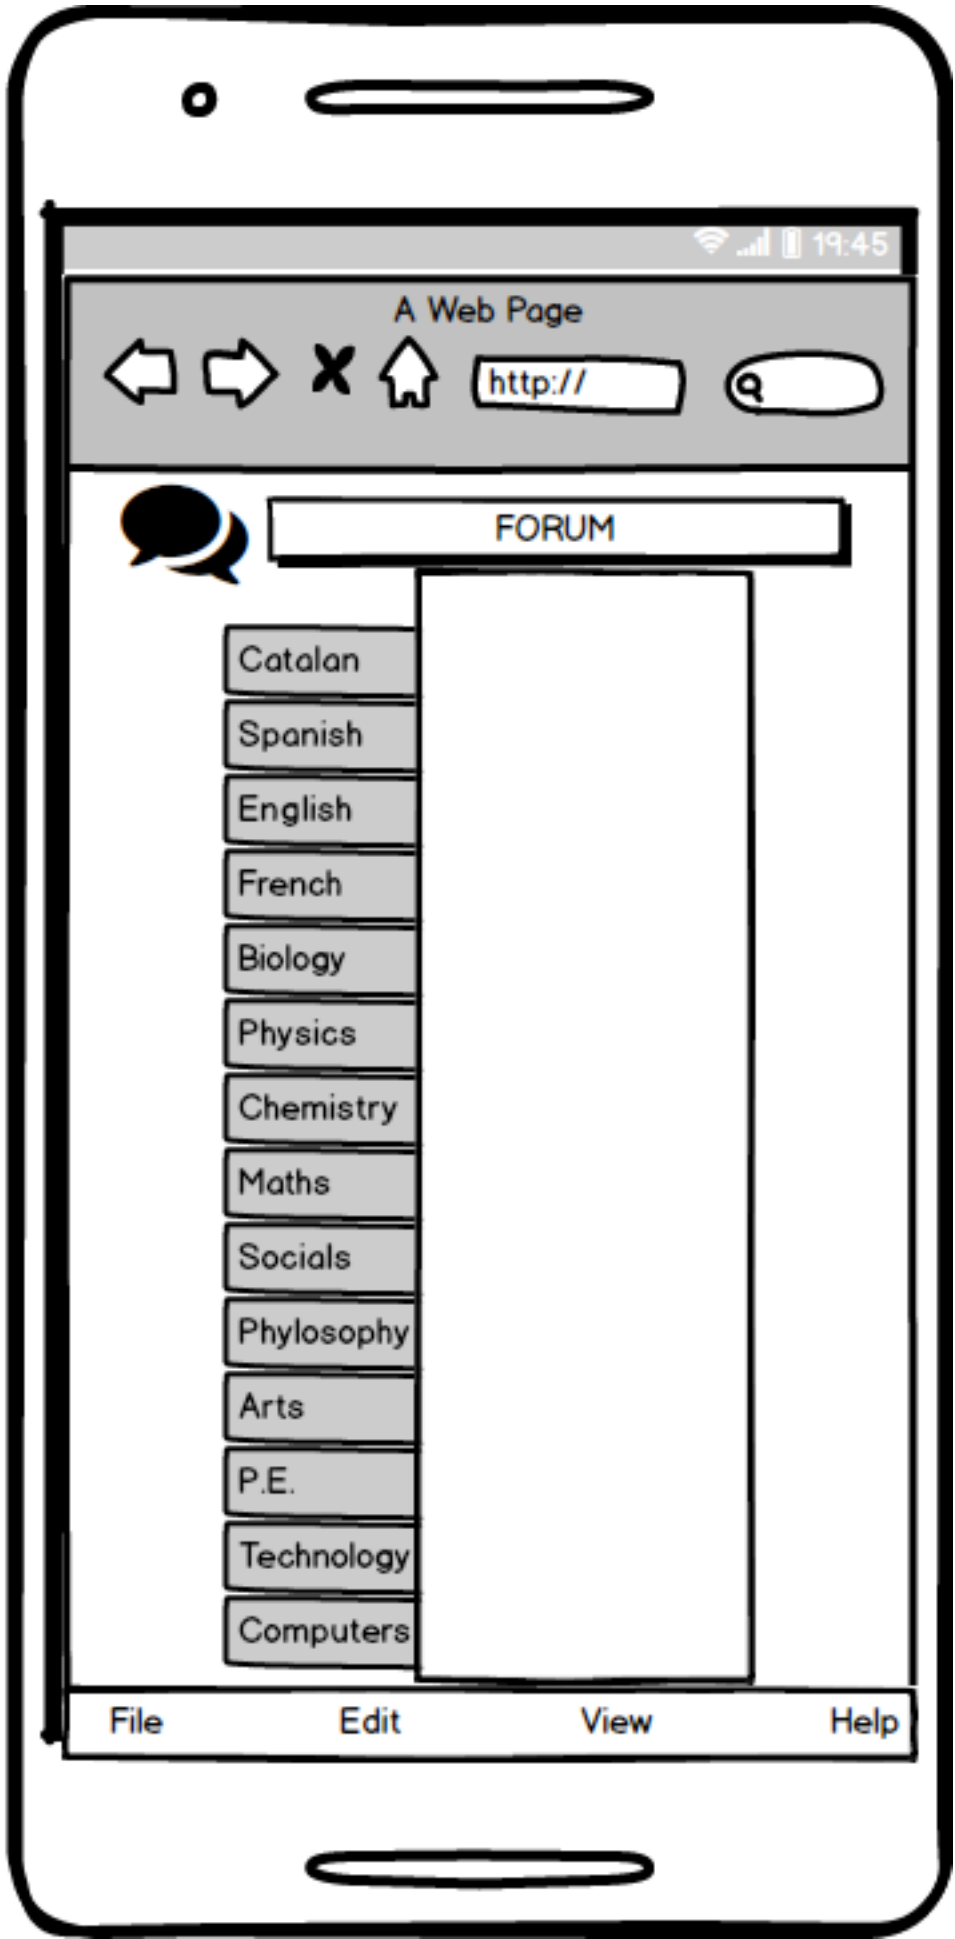 19:45
A Web Page
http://
FORUM
Catalan
Spanish
English
French
Biology
Physics
Chemistry
Maths
Socials
Phylosophy
Arts
P.E.
Technology
Computers
File Edit View Help